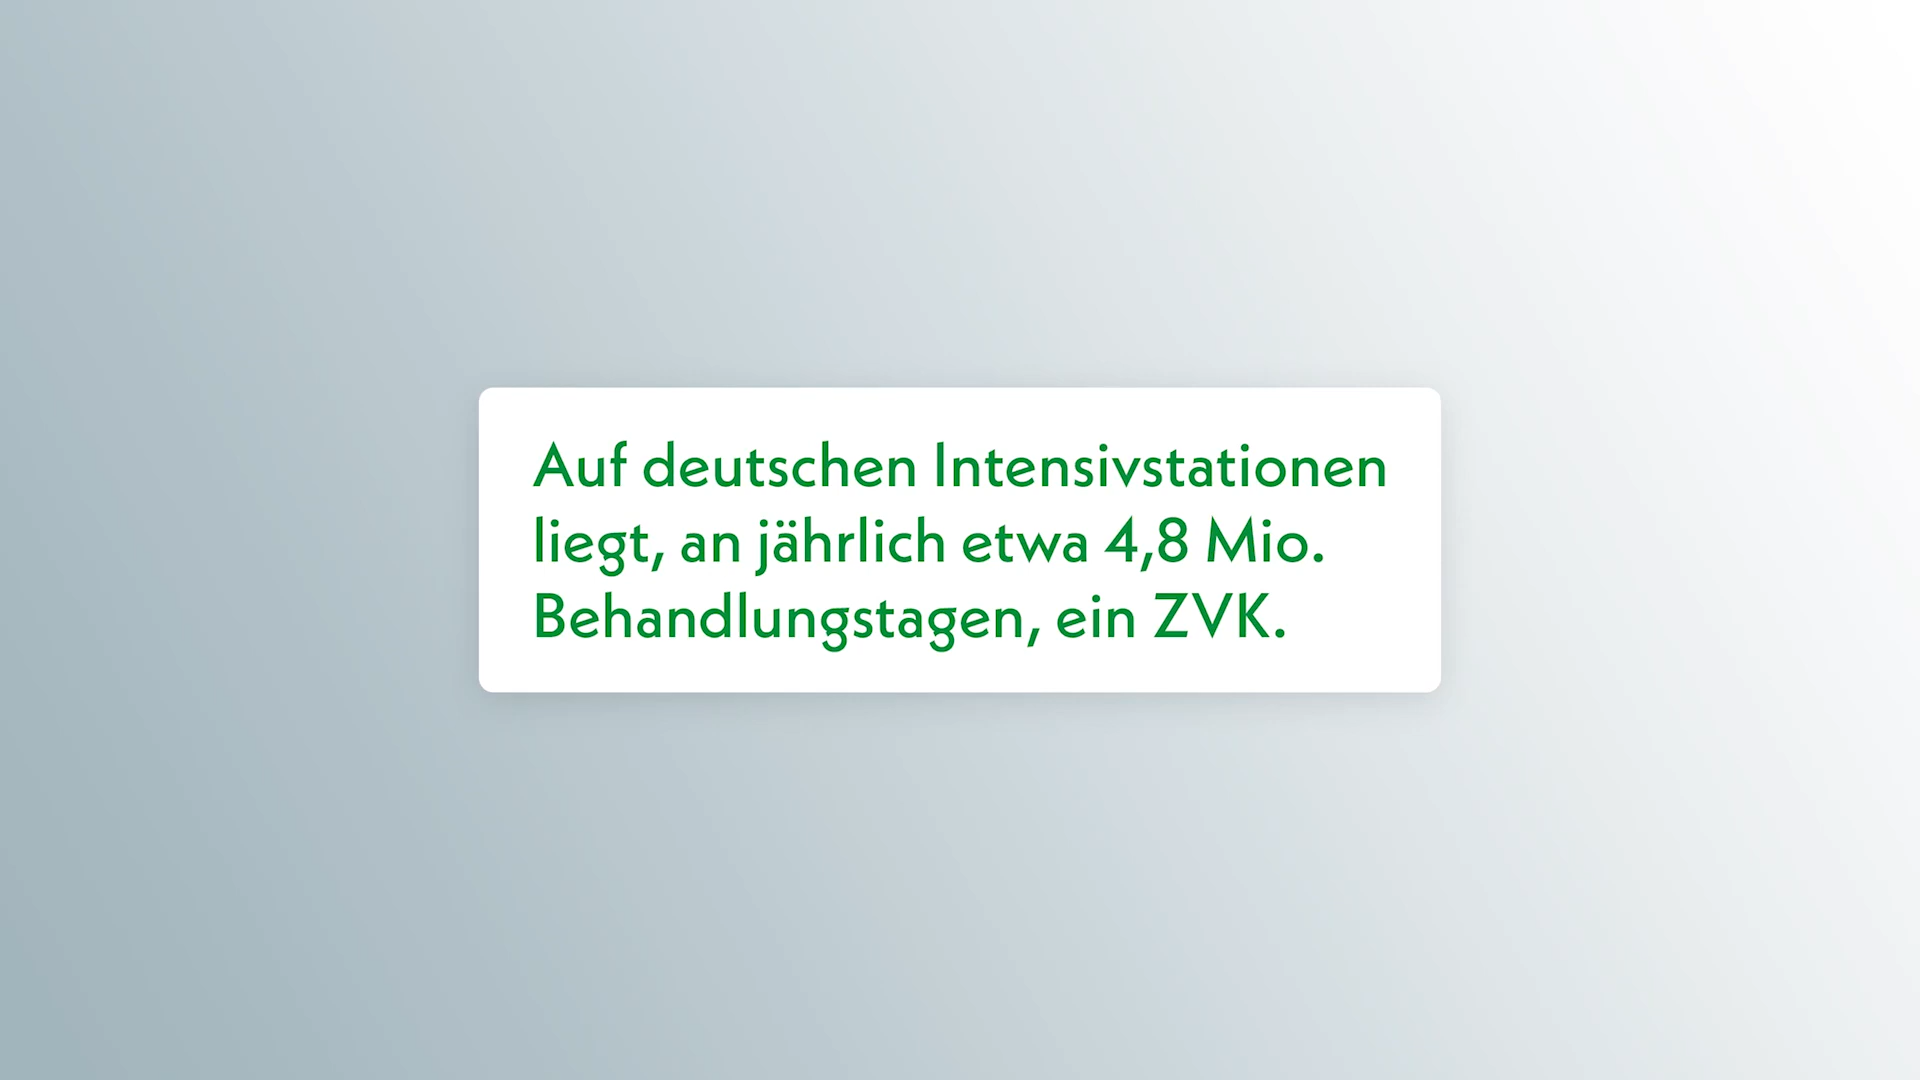 Auf deutschen Intensivstationen
liegt, an jährlich etwa 4,8 Mio.
Behandlungstagen, ein ZVK.